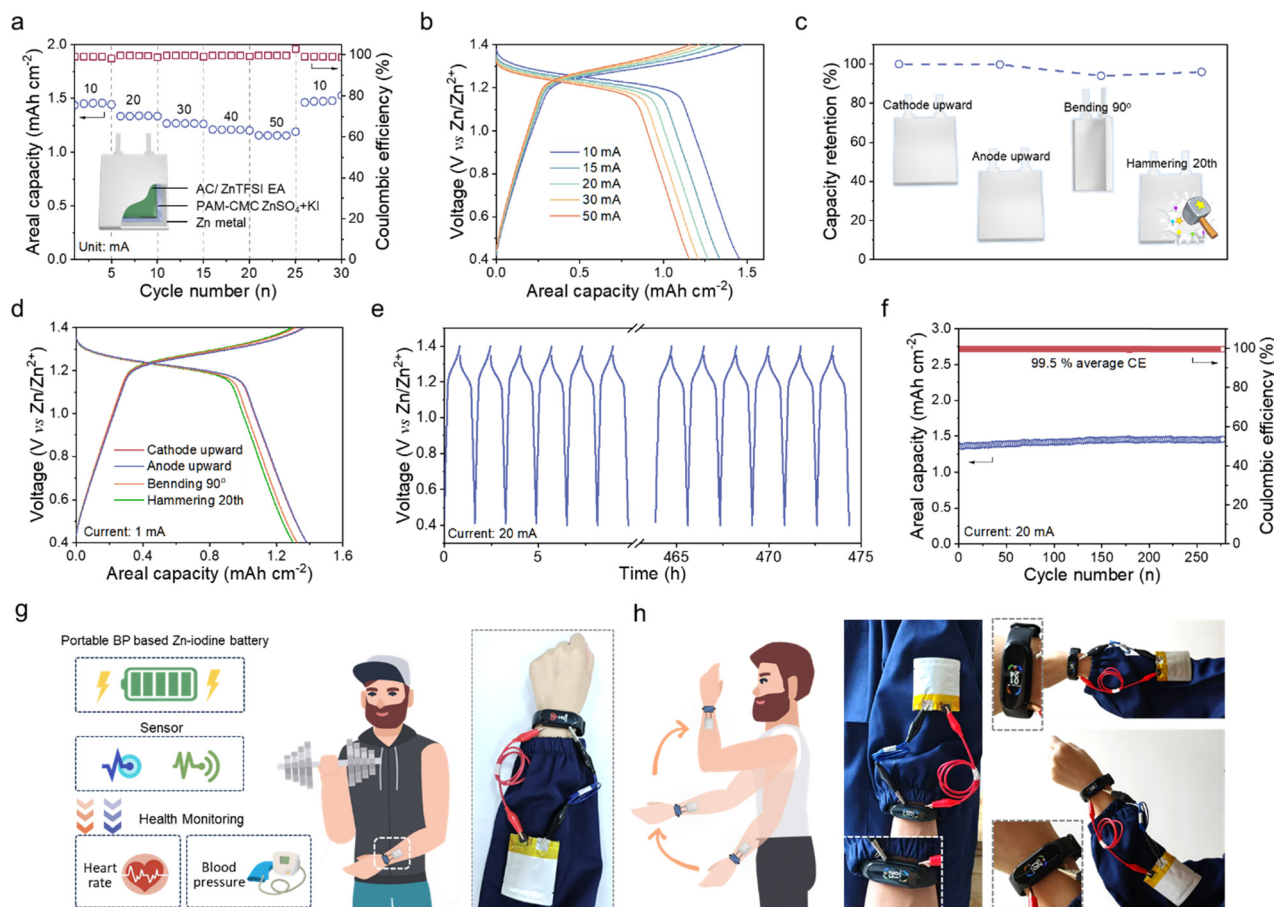 a
Areal capacity (mAh cm⁻²)
2.0
1.5
1.0
0.5
0.0
10
20
30
40
50
10
AC/ ZnTFSI EA
PAM-CMC ZnSO₄+KI
Zn metal
Unit: mA
0
5
10
15
20
25
30
Cycle number (n)
100
80
60
40
20
0
Coulombic efficiency (%)
b
Voltage (V vs Zn/Zn²⁺)
1.4
1.2
1.0
0.8
0.6
0.4
10 mA
15 mA
20 mA
30 mA
50 mA
0.0
0.5
1.0
1.5
Areal capacity (mAh cm⁻²)
c
Capacity retention (%)
100
80
60
40
20
0
Cathode upward
Anode upward
Bending 90°
Hammering 20th
d
Voltage (V vs Zn/Zn²⁺)
1.4
1.2
1.0
0.8
0.6
0.4
Cathode upward
Anode upward
Bennding 90°
Hammering 20th
Current: 1 mA
0.0
0.4
0.8
1.2
1.6
Areal capacity (mAh cm⁻²)
e
Voltage (V vs Zn/Zn²⁺)
1.4
1.2
1.0
0.8
0.6
0.4
Current: 20 mA
0
5
465
470
475
Time (h)
f
Areal capacity (mAh cm⁻²)
3.0
2.5
2.0
1.5
1.0
0.5
0.0
99.5 % average CE
Current: 20 mA
0
50
100
150
200
250
Cycle number (n)
100
80
60
40
20
0
Coulombic efficiency (%)
g
Portable BP based Zn-iodine battery
Sensor
Health Monitoring
Heart
rate
Blood
pressure
h